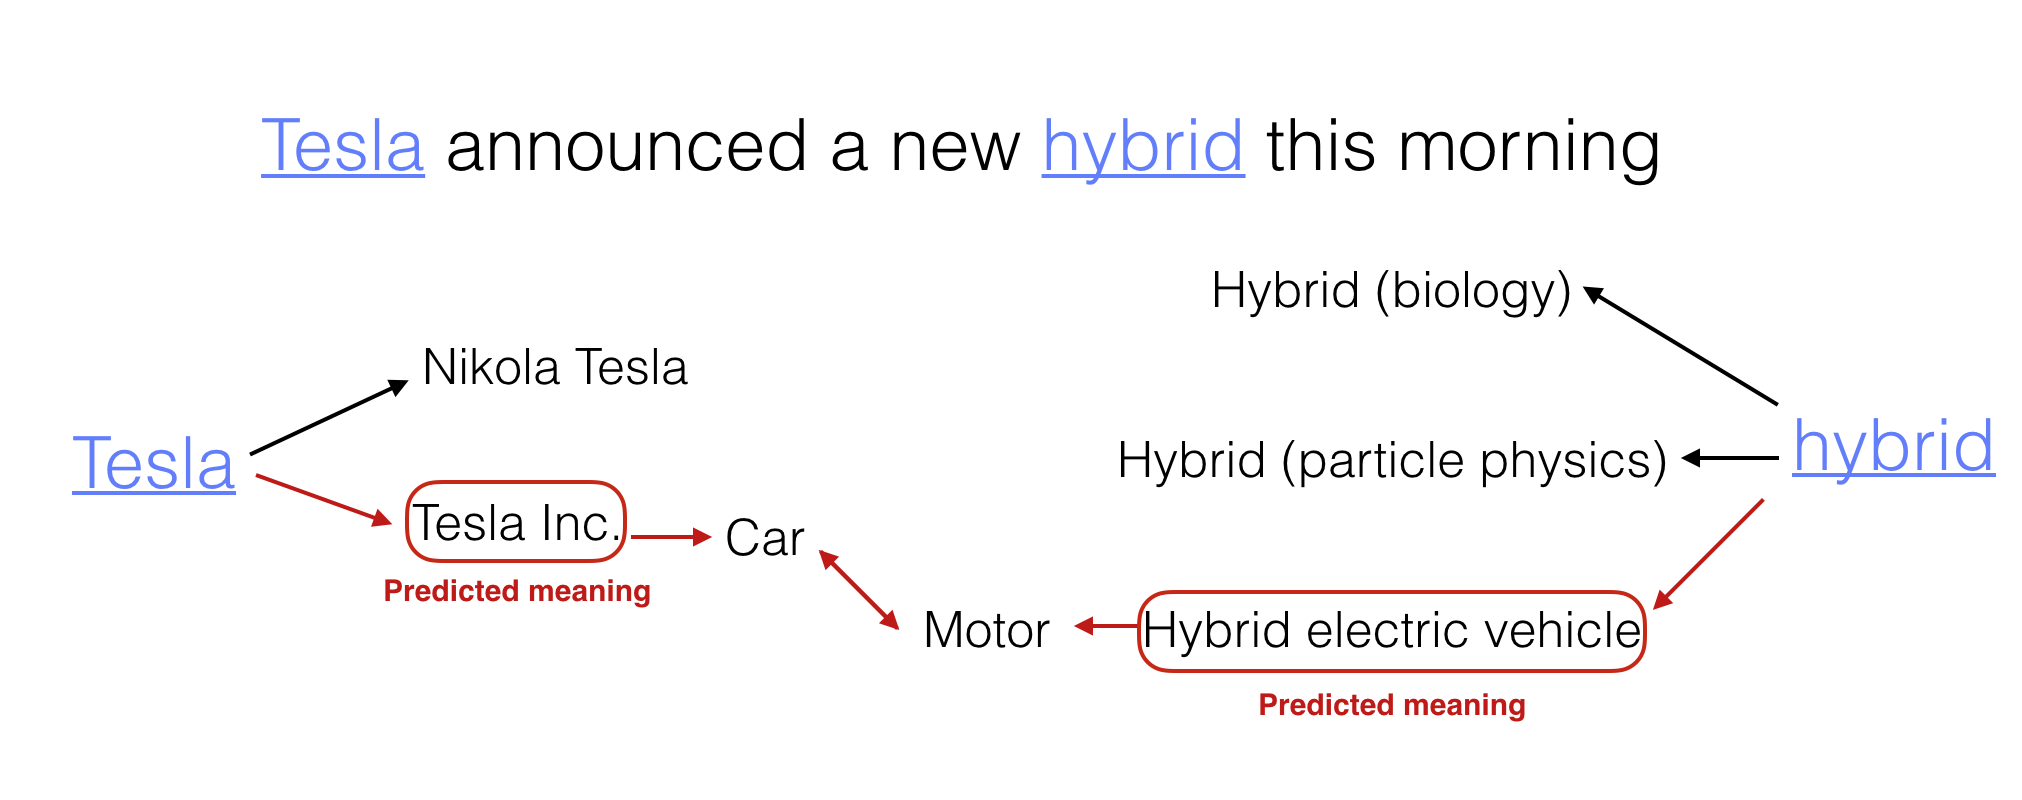 Tesla announced a new hybrid this morning
Hybrid (biology)
Nikola Tesla
Tesla
hybrid
Hybrid (particle physics)
Tesla Inc.
Car
Predicted meaning
Motor
Hybrid electric vehicle
Predicted meaning